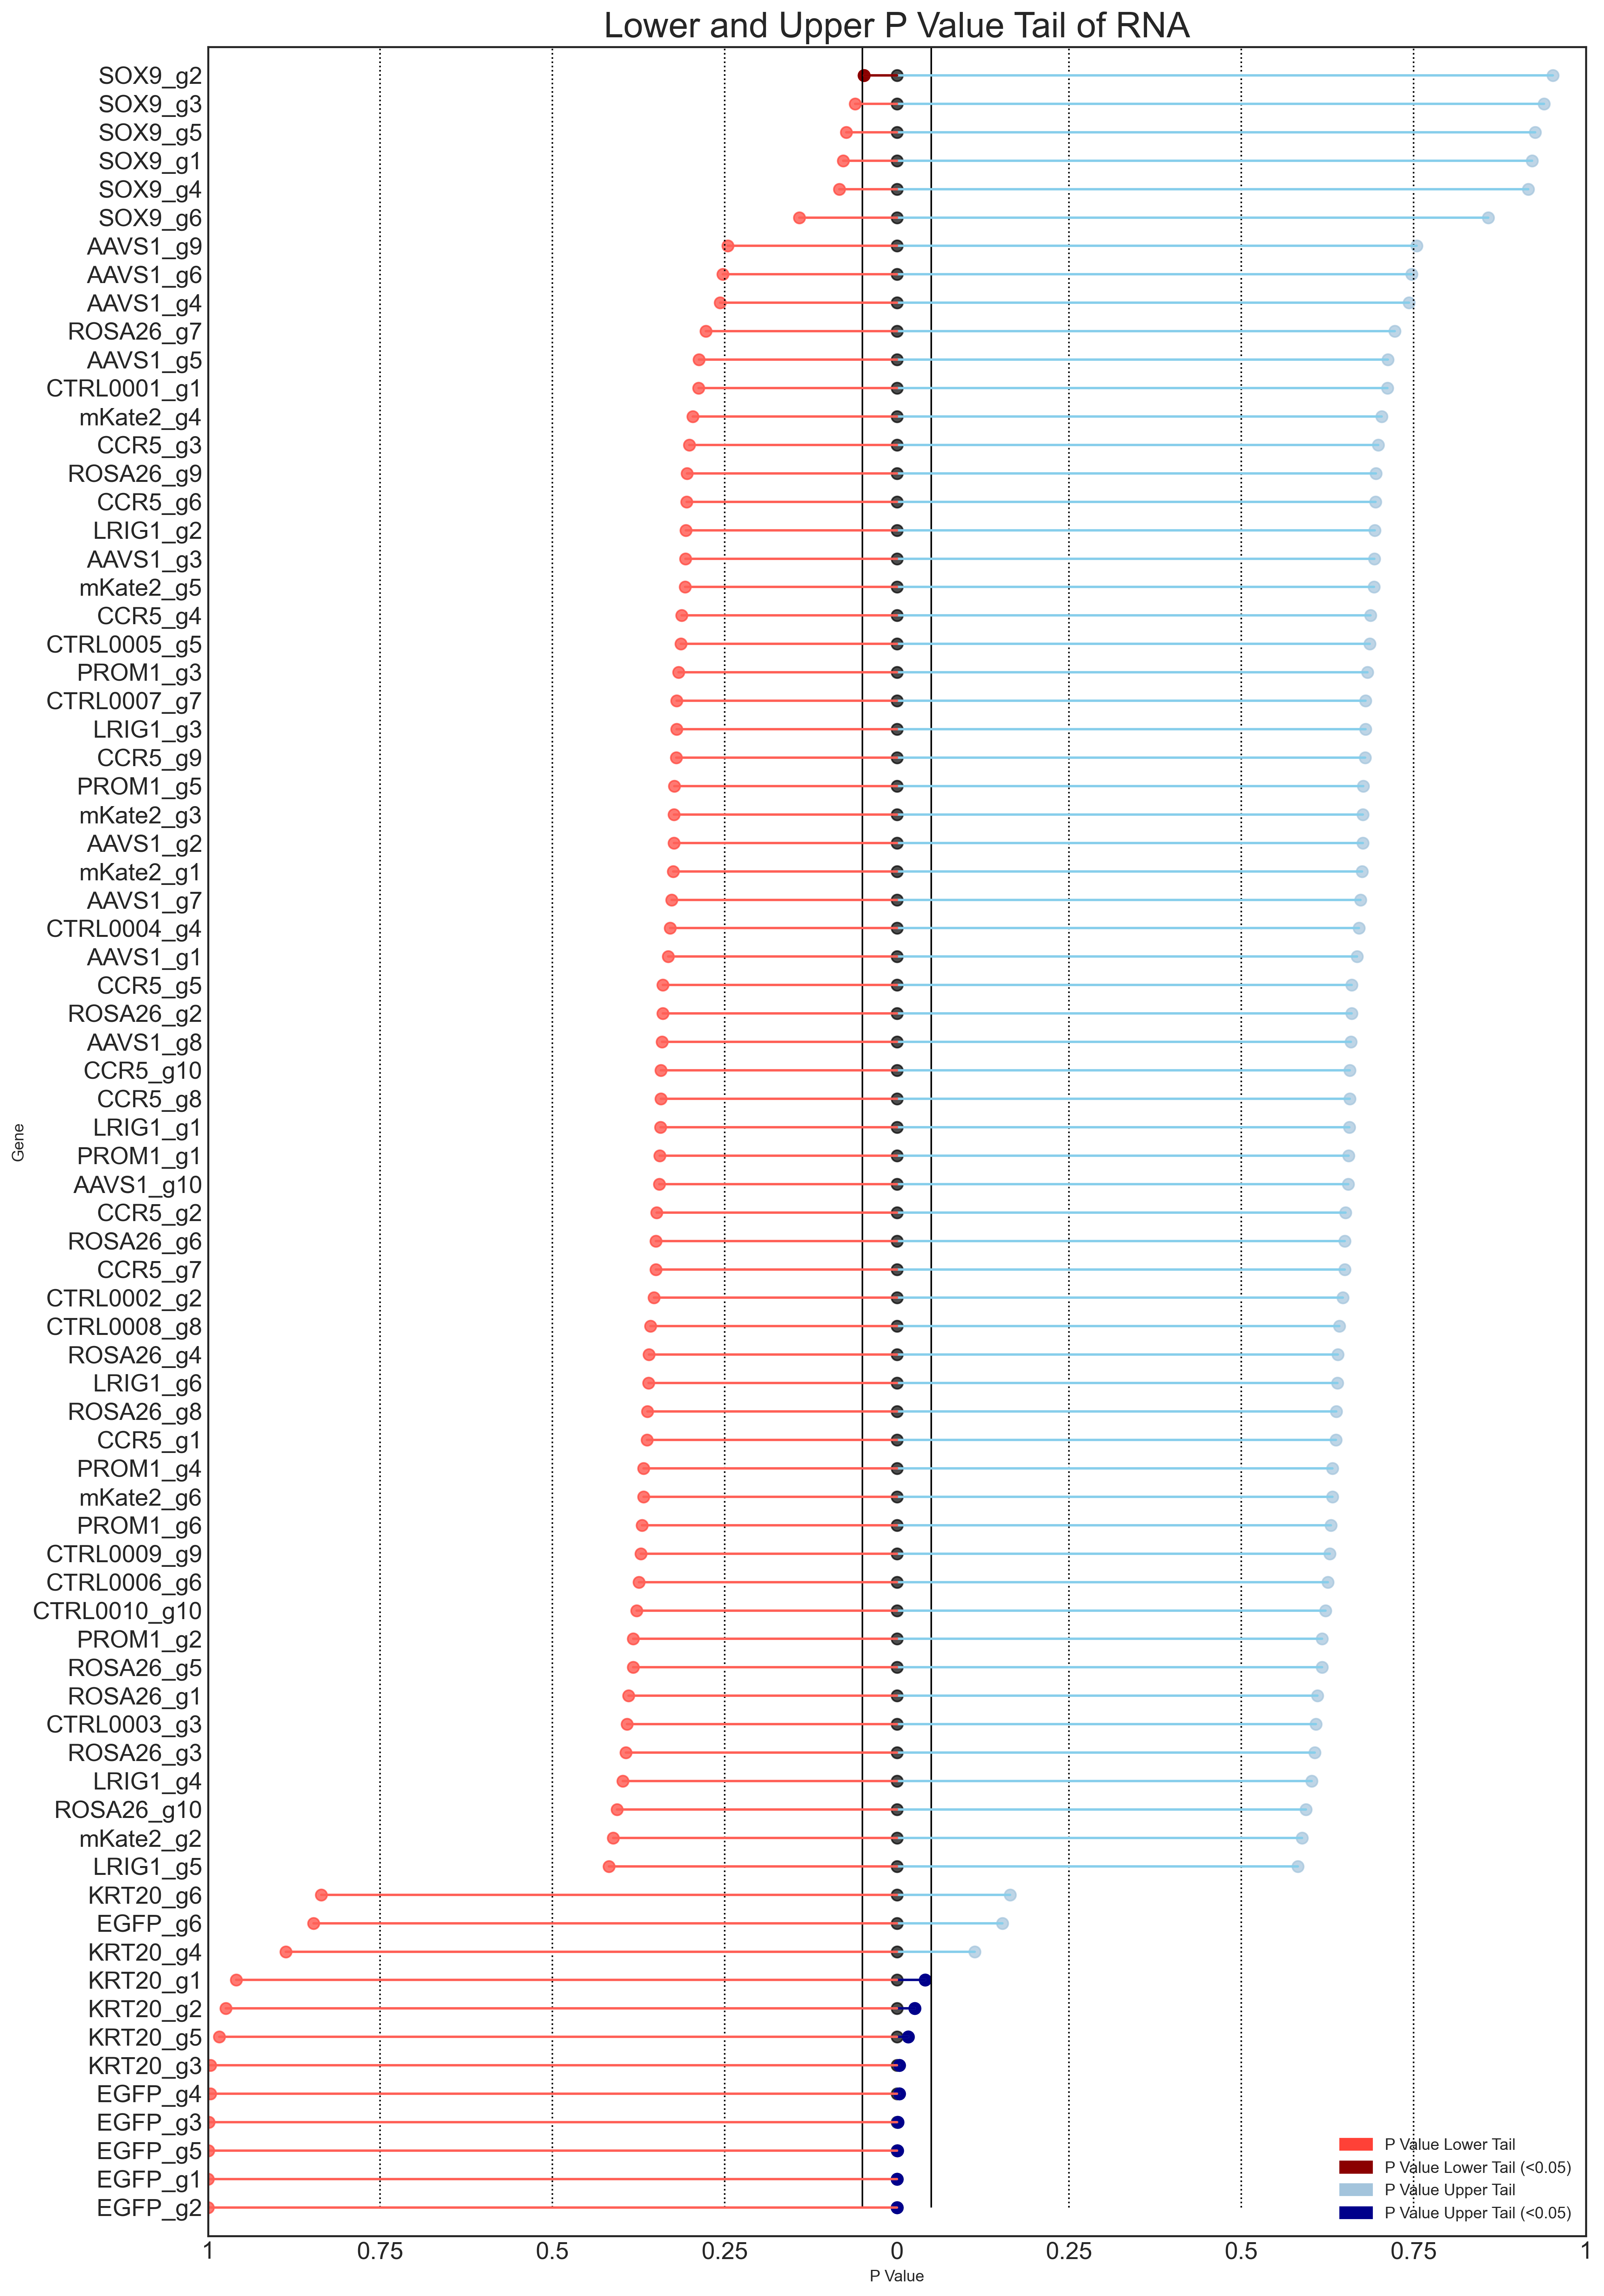 Lower and Upper P Value Tail of RNA
SOX9_g2
SOX9_g3
SOX9_g5
SOX9_g1
SOX9_g4
SOX9_g6
AAVS1_g9
AAVS1_g6
AAVS1_g4
ROSA26_g7
AAVS1_g5
CTRL0001_g1
mKate2_g4
CCR5_g3
ROSA26_g9
CCR5_g6
LRIG1_g2
AAVS1_g3
mKate2_g5
CCR5_g4
CTRL0005_g5
PROM1_g3
CTRL0007_g7
LRIG1_g3
CCR5_g9
PROM1_g5
mKate2_g3
AAVS1_g2
mKate2_g1
AAVS1_g7
CTRL0004_g4
AAVS1_g1
CCR5_g5
ROSA26_g2
AAVS1_g8
CCR5_g10
CCR5_g8
LRIG1_g1
PROM1_g1
AAVS1_g10
CCR5_g2
ROSA26_g6
CCR5_g7
CTRL0002_g2
CTRL0008_g8
ROSA26_g4
LRIG1_g6
ROSA26_g8
CCR5_g1
PROM1_g4
mKate2_g6
PROM1_g6
CTRL0009_g9
CTRL0006_g6
CTRL0010_g10
PROM1_g2
ROSA26_g5
ROSA26_g1
CTRL0003_g3
ROSA26_g3
LRIG1_g4
ROSA26_g10
mKate2_g2
LRIG1_g5
KRT20_g6
EGFP_g6
KRT20_g4
KRT20_g1
KRT20_g2
KRT20_g5
KRT20_g3
EGFP_g4
EGFP_g3
EGFP_g5
EGFP_g1
EGFP_g2
Gene
P Value Lower Tail
P Value Lower Tail (<0.05)
P Value Upper Tail
P Value Upper Tail (<0.05)
1 0.75 0.5 0.25 0 0.25 0.5 0.75 1
P Value